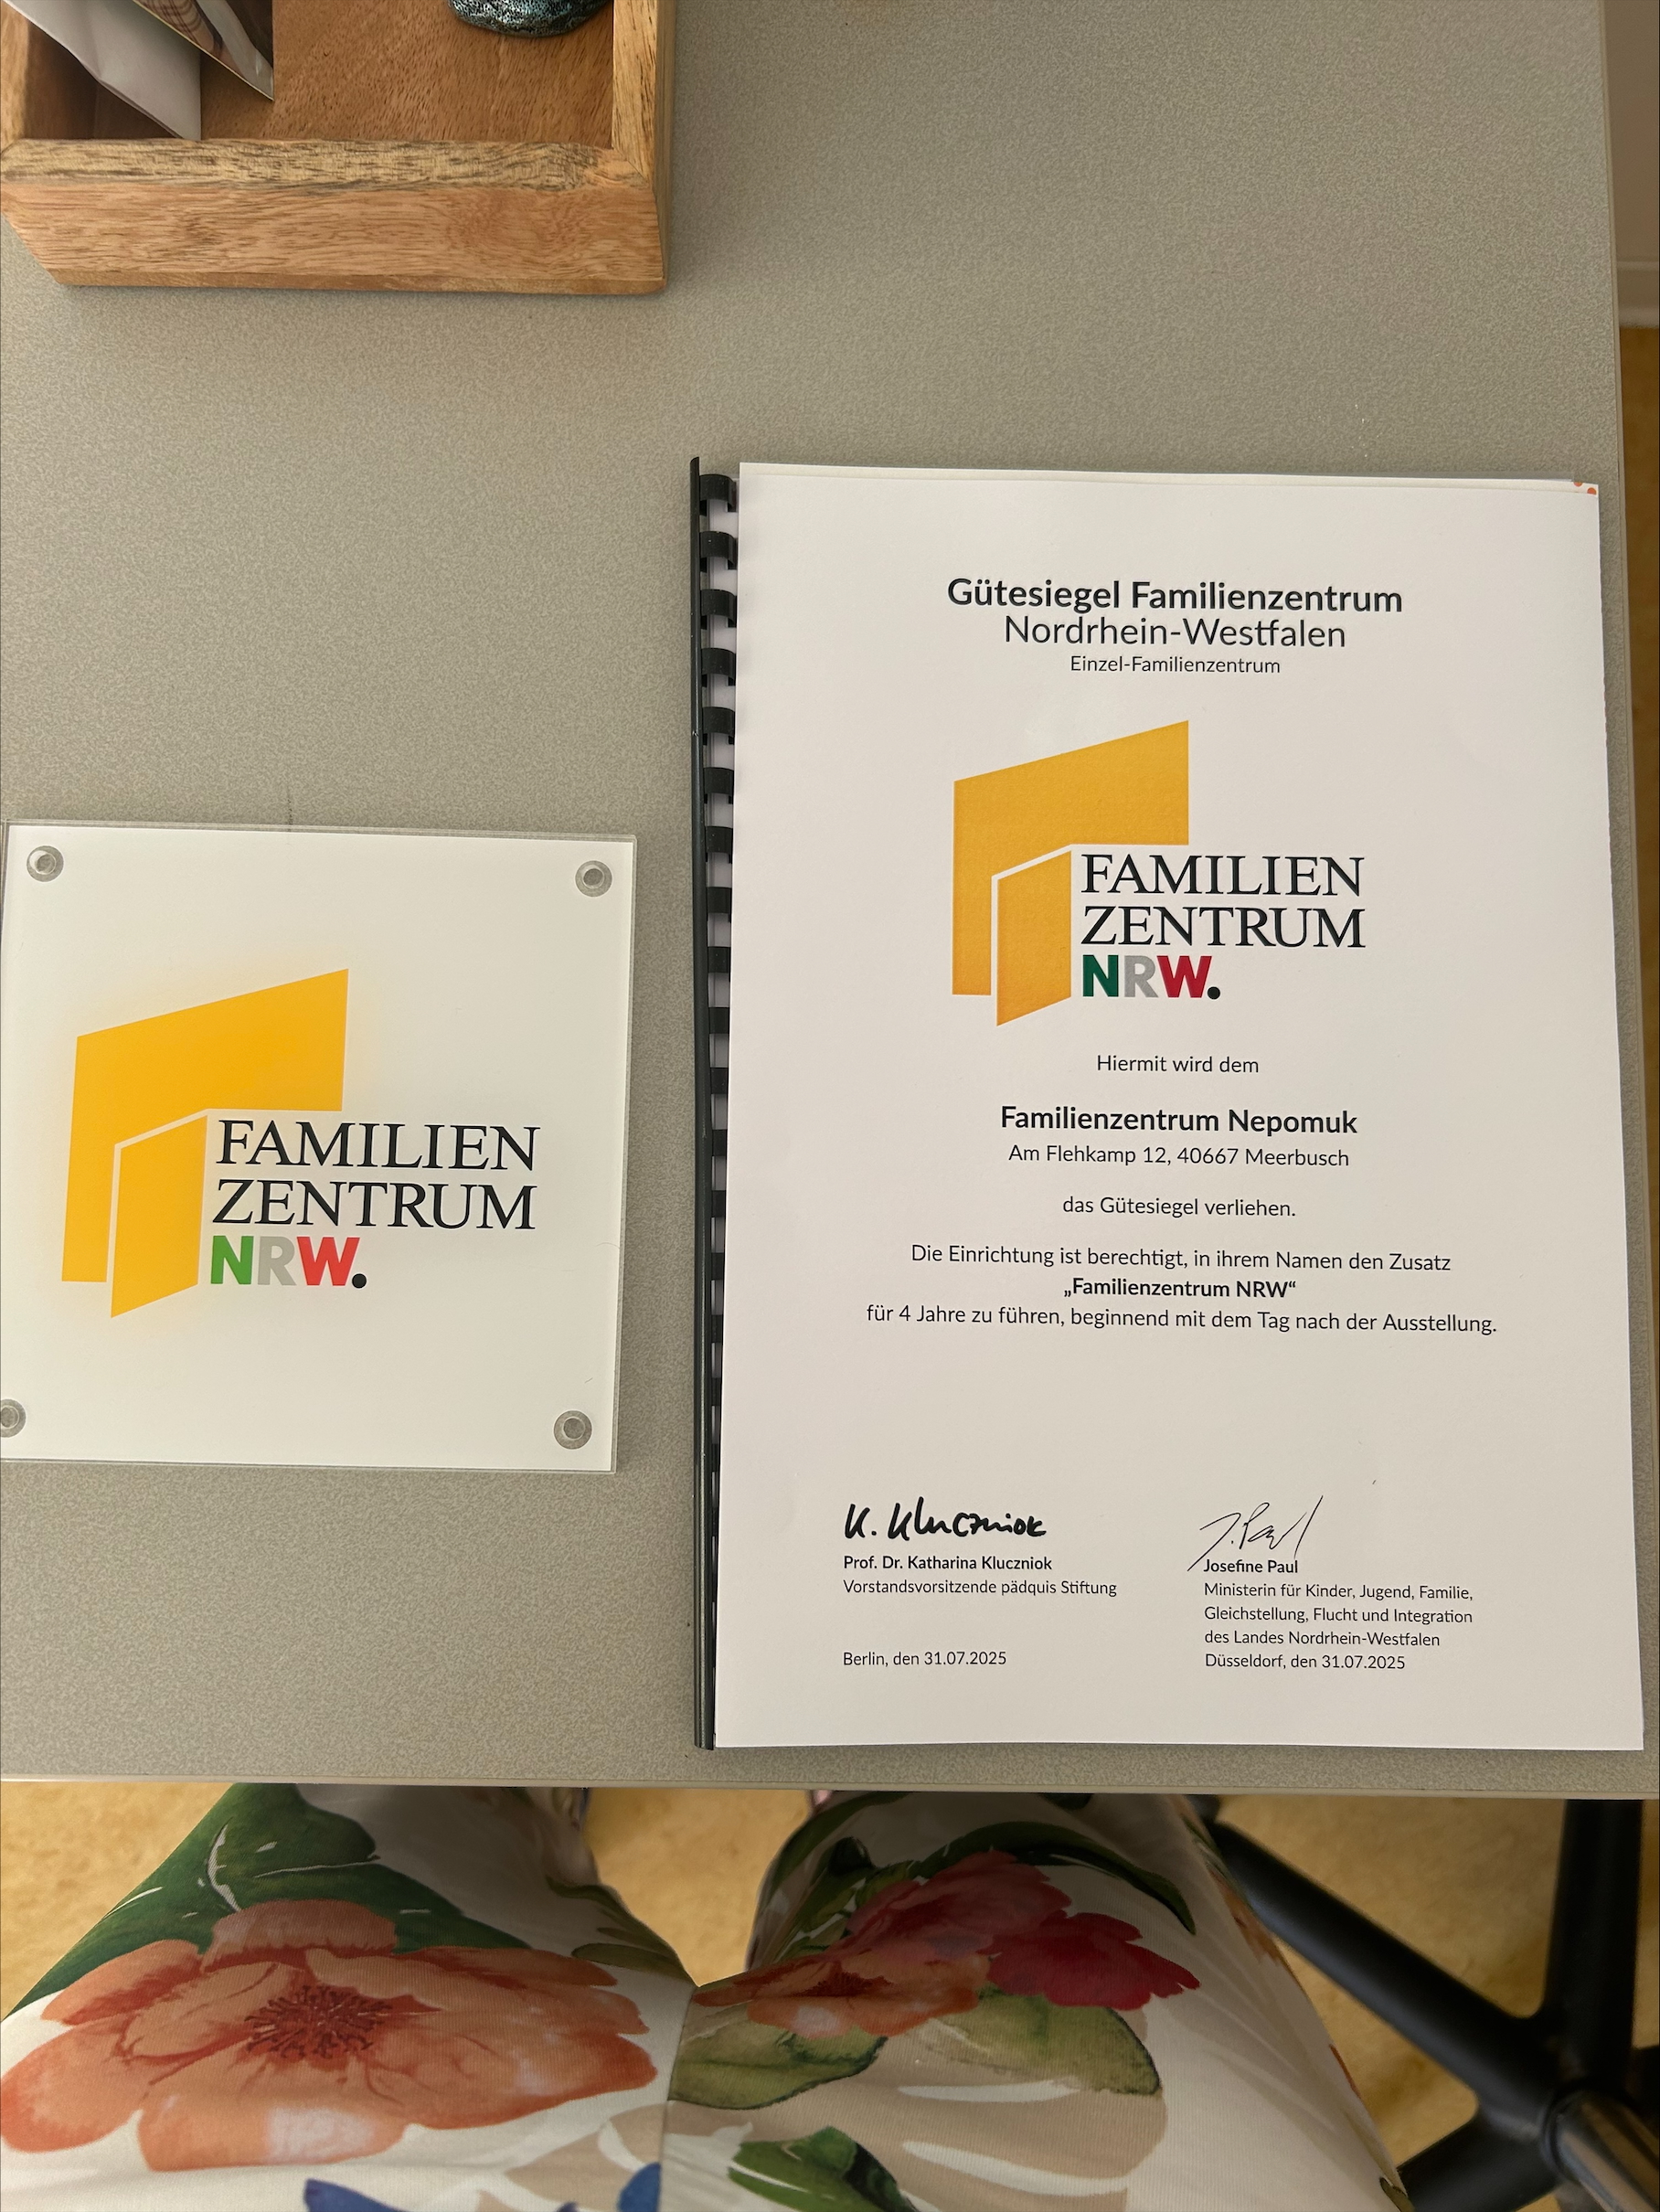 FAMILIEN
ZENTRUM
NRW.
Gütesiegel Familienzentrum
Nordrhein-Westfalen
Einzel-Familienzentrum
FAMILIEN
ZENTRUM
NRW.
Hiermit wird dem
Familienzentrum Nepomuk
Am Flehkamp 12, 40667 Meerbusch
das Gütesiegel verliehen.
Die Einrichtung ist berechtigt, in ihrem Namen den Zusatz
„Familienzentrum NRW“
für 4 Jahre zu führen, beginnend mit dem Tag nach der Ausstellung.
K. Kluczniok
Prof. Dr. Katharina Kluczniok
Vorstandsvorsitzende pädquis Stiftung
Berlin, den 31.07.2025
J. Paul
Josefine Paul
Ministerin für Kinder, Jugend, Familie,
Gleichstellung, Flucht und Integration
des Landes Nordrhein-Westfalen
Düsseldorf, den 31.07.2025